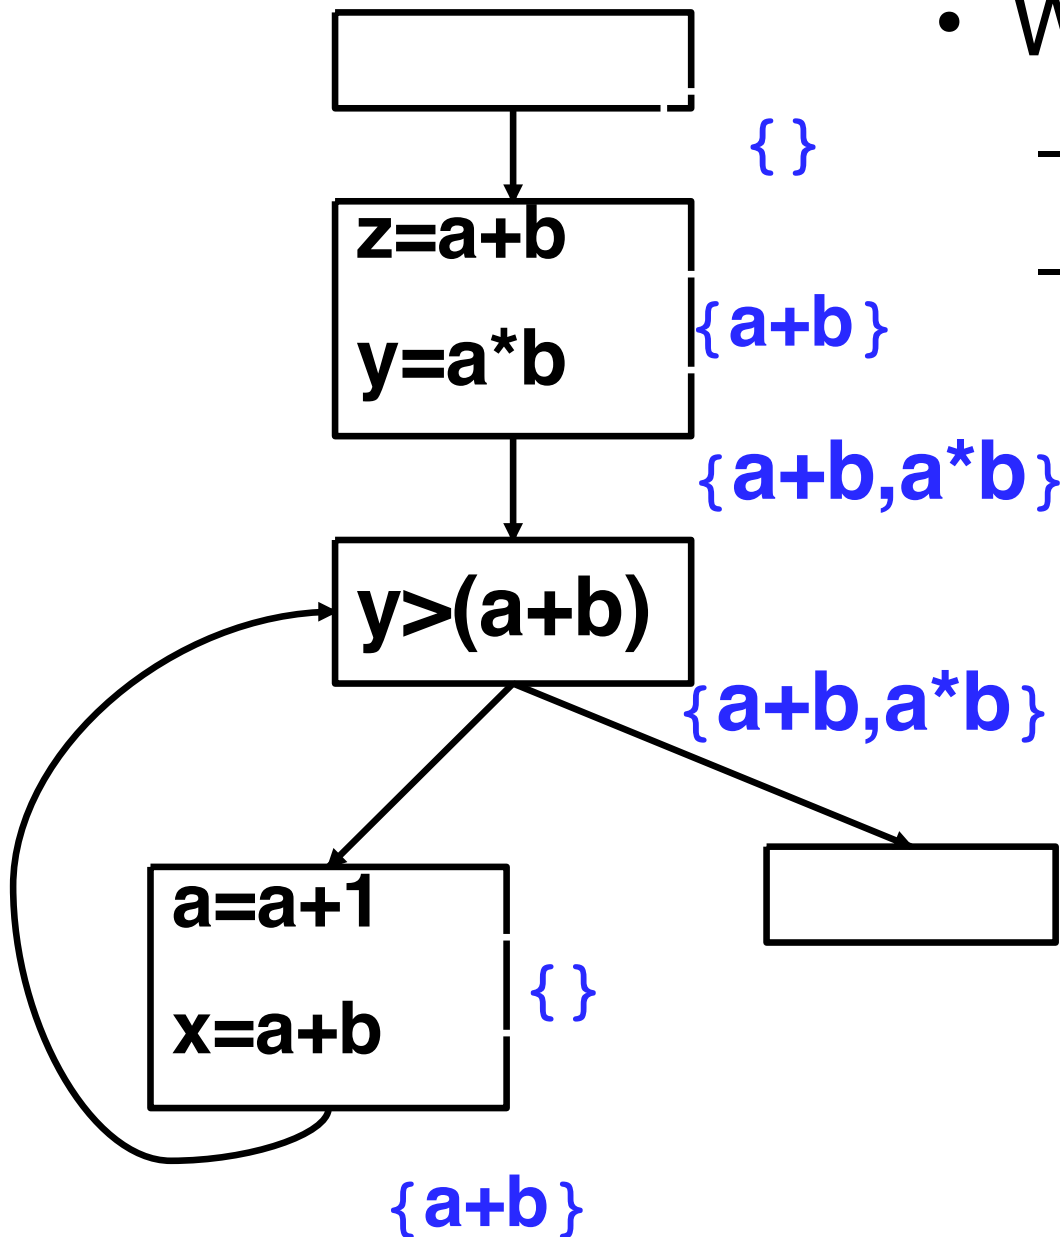 • W
–
{ }
–
z=a+b
{a+b}
y=a*b
{a+b,a*b}
y>(a+b)
{a+b,a*b}
a=a+1
{ }
x=a+b
{a+b}